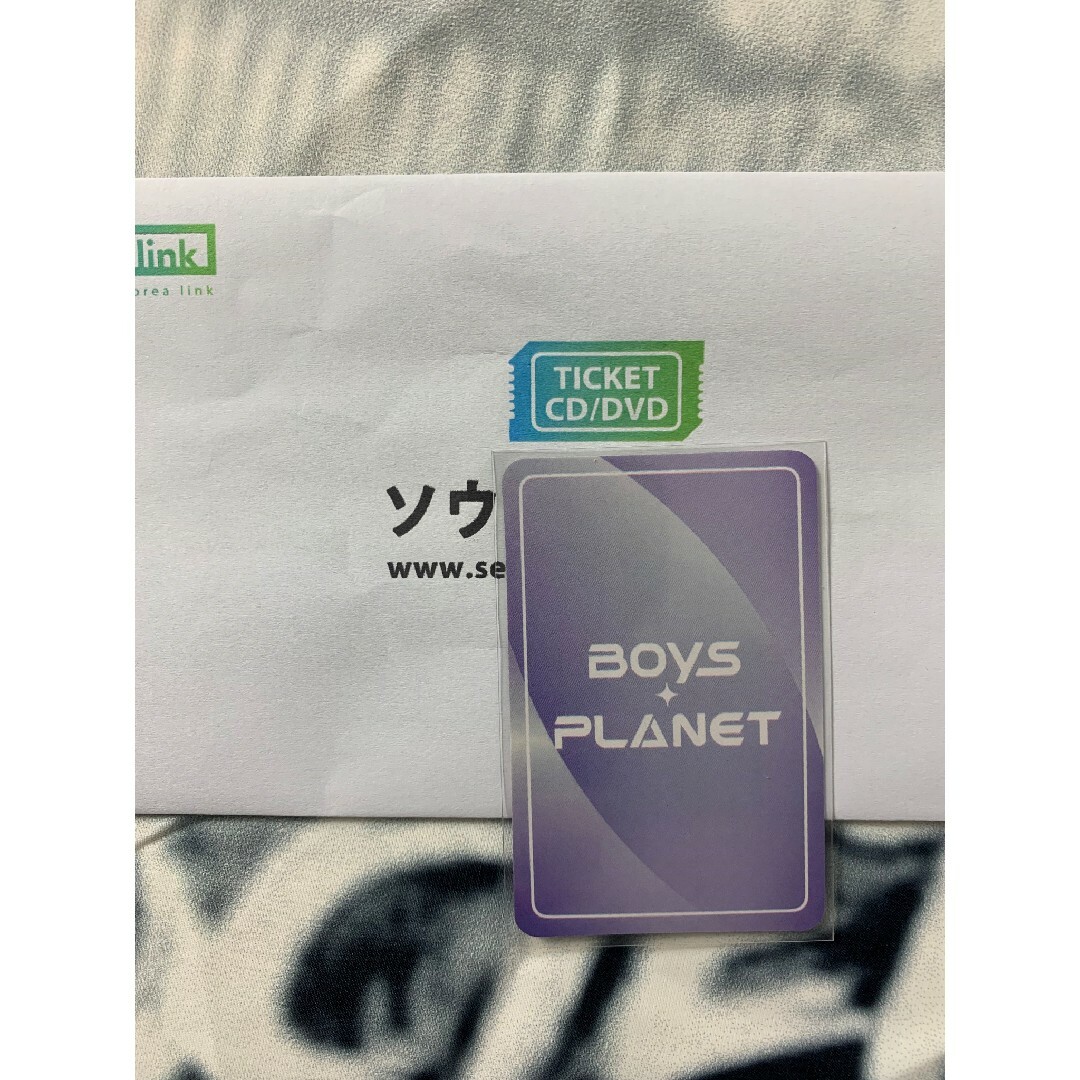 link
orea link
TICKET
CD/DVD
ソウ
www.se
BOYS
PLANET